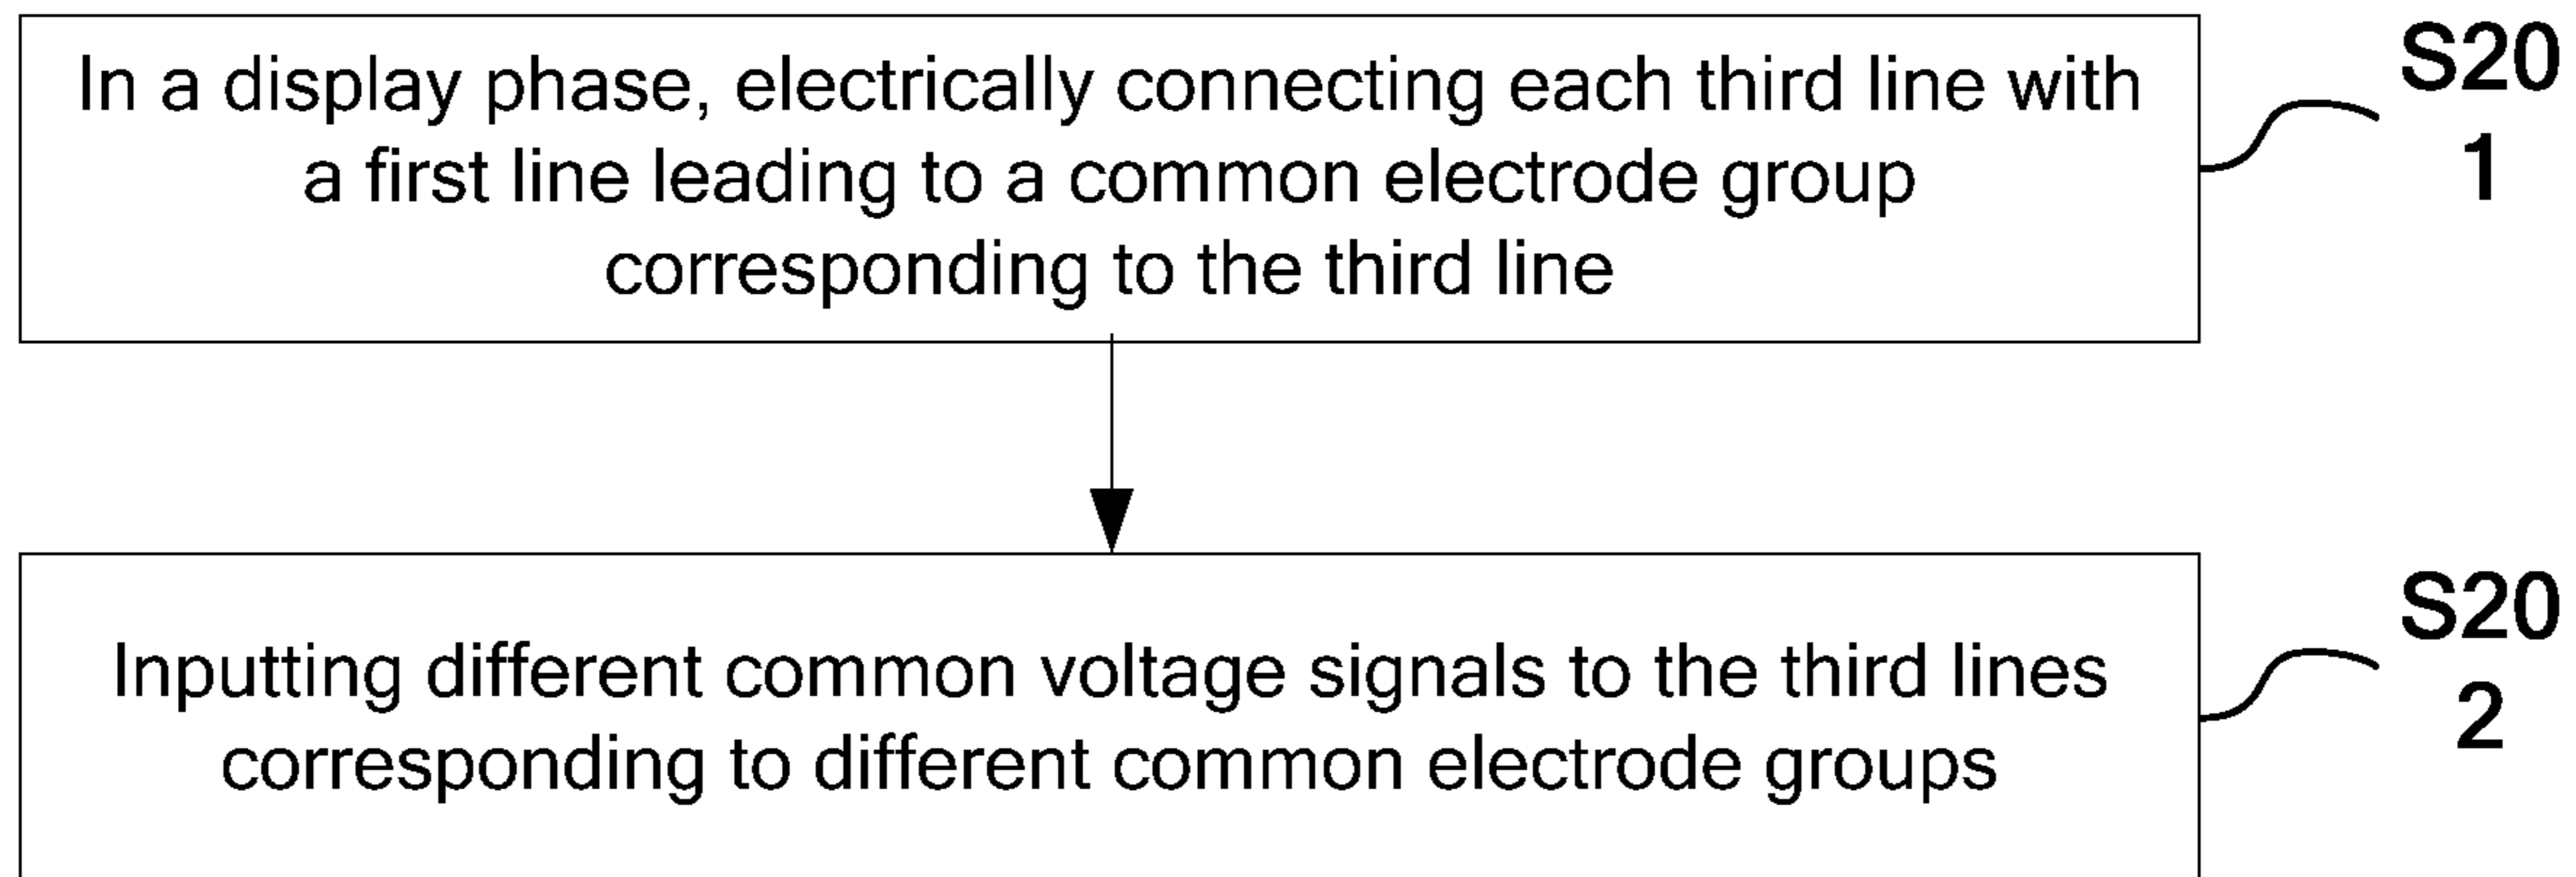 In a display phase, electrically connecting each third line with
a first line leading to a common electrode group
corresponding to the third line
S20
1
Inputting different common voltage signals to the third lines
corresponding to different common electrode groups
S20
2